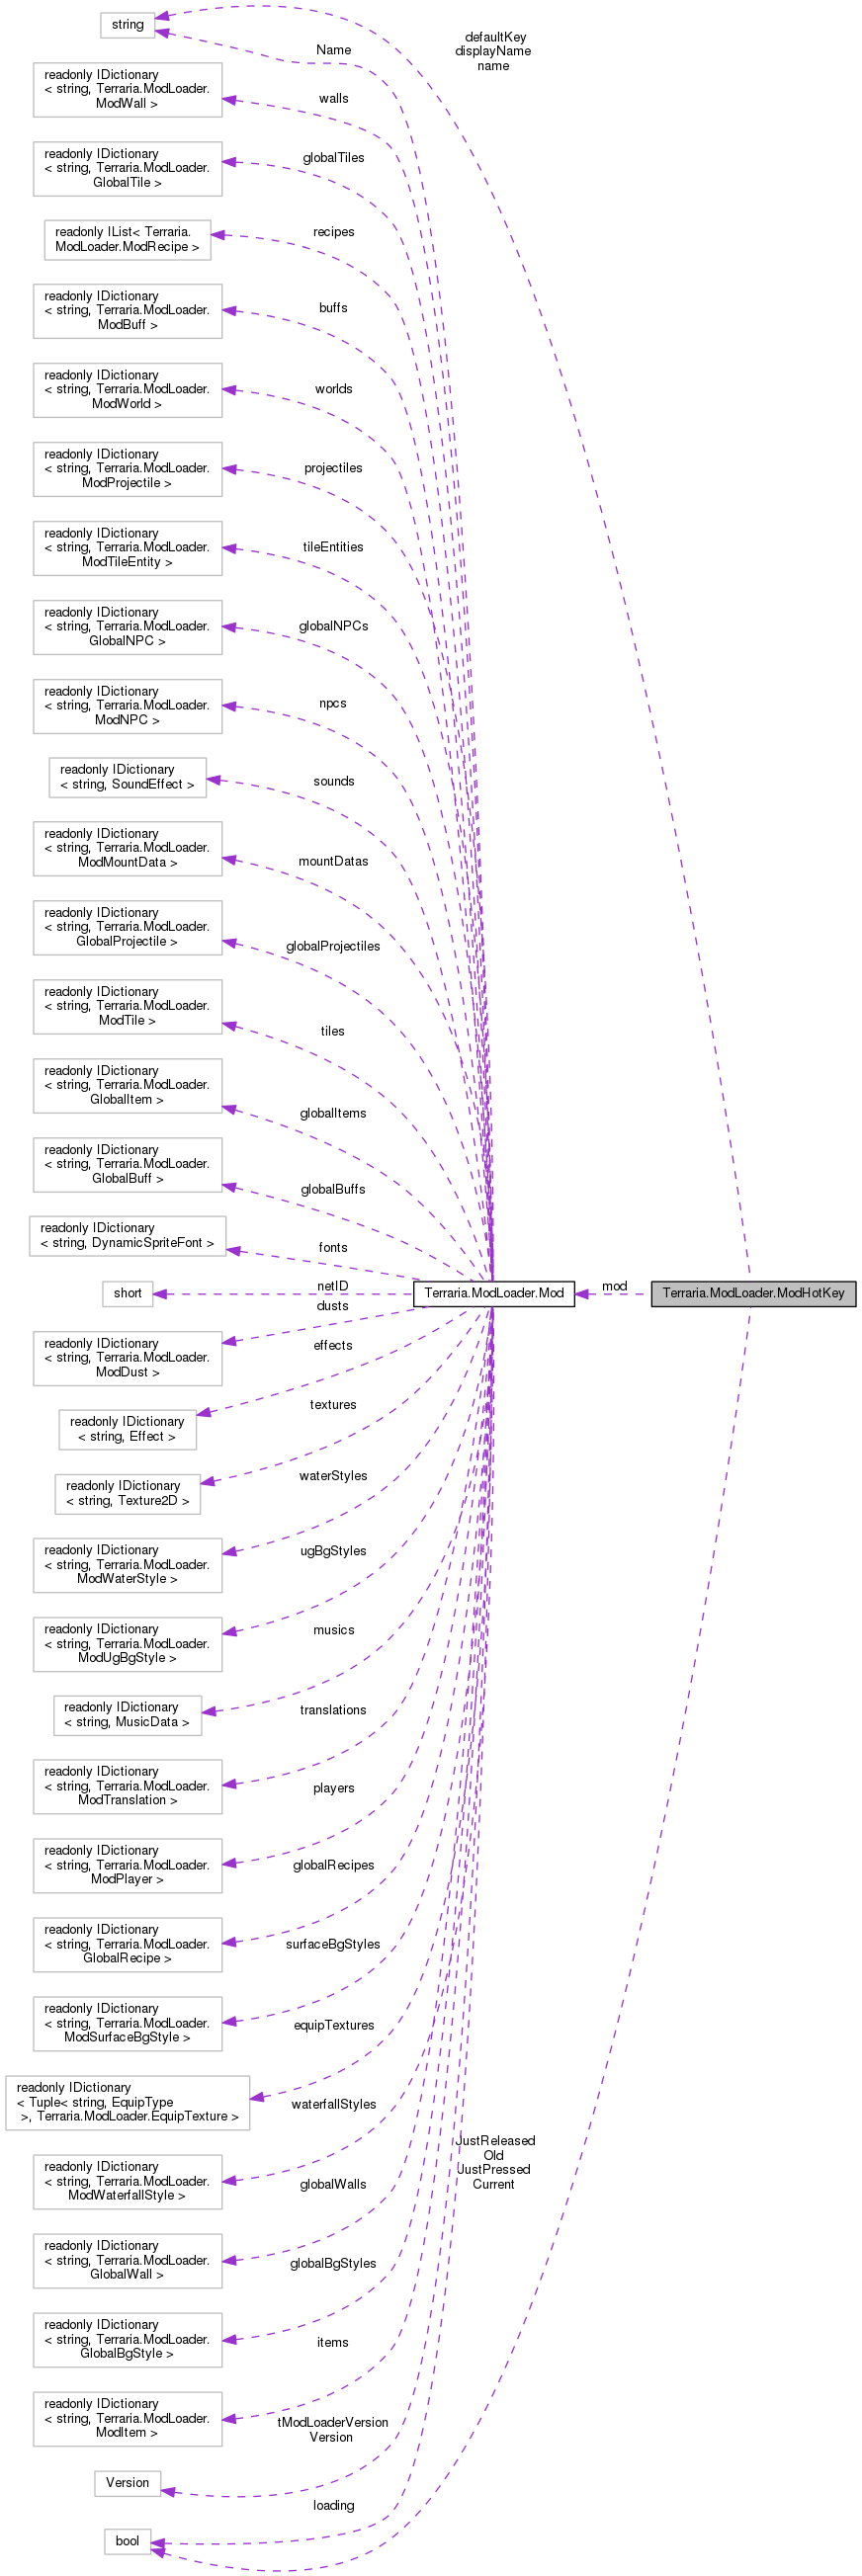 string
defaultKey
displayName
name
Name
readonly IDictionary
< string, Terraria.ModLoader.
ModWall >
walls
readonly IDictionary
< string, Terraria.ModLoader.
GlobalTile >
globalTiles
readonly IList< Terraria.
ModLoader.ModRecipe >
recipes
readonly IDictionary
< string, Terraria.ModLoader.
ModBuff >
buffs
readonly IDictionary
< string, Terraria.ModLoader.
ModWorld >
worlds
readonly IDictionary
< string, Terraria.ModLoader.
ModProjectile >
projectiles
readonly IDictionary
< string, Terraria.ModLoader.
ModTileEntity >
tileEntities
readonly IDictionary
< string, Terraria.ModLoader.
GlobalNPC >
globalNPCs
readonly IDictionary
< string, Terraria.ModLoader.
ModNPC >
npcs
readonly IDictionary
< string, SoundEffect >
sounds
readonly IDictionary
< string, Terraria.ModLoader.
ModMountData >
mountDatas
readonly IDictionary
< string, Terraria.ModLoader.
GlobalProjectile >
globalProjectiles
readonly IDictionary
< string, Terraria.ModLoader.
ModTile >
tiles
readonly IDictionary
< string, Terraria.ModLoader.
GlobalItem >
globalItems
readonly IDictionary
< string, Terraria.ModLoader.
GlobalBuff >
globalBuffs
readonly IDictionary
< string, DynamicSpriteFont >
fonts
short
netID
Terraria.ModLoader.Mod
mod
Terraria.ModLoader.ModHotKey
dusts
readonly IDictionary
< string, Terraria.ModLoader.
ModDust >
effects
readonly IDictionary
< string, Effect >
textures
readonly IDictionary
< string, Texture2D >
waterStyles
readonly IDictionary
< string, Terraria.ModLoader.
ModWaterStyle >
ugBgStyles
readonly IDictionary
< string, Terraria.ModLoader.
ModUgBgStyle >
musics
readonly IDictionary
< string, MusicData >
translations
readonly IDictionary
< string, Terraria.ModLoader.
ModTranslation >
players
readonly IDictionary
< string, Terraria.ModLoader.
ModPlayer >
globalRecipes
readonly IDictionary
< string, Terraria.ModLoader.
GlobalRecipe >
surfaceBgStyles
readonly IDictionary
< string, Terraria.ModLoader.
ModSurfaceBgStyle >
equipTextures
readonly IDictionary
< Tuple< string, EquipType
>, Terraria.ModLoader.EquipTexture >
waterfallStyles
readonly IDictionary
< string, Terraria.ModLoader.
ModWaterfallStyle >
JustReleased
Old
JustPressed
Current
globalWalls
readonly IDictionary
< string, Terraria.ModLoader.
GlobalWall >
globalBgStyles
readonly IDictionary
< string, Terraria.ModLoader.
GlobalBgStyle >
items
readonly IDictionary
< string, Terraria.ModLoader.
ModItem >
tModLoaderVersion
Version
Version
loading
bool